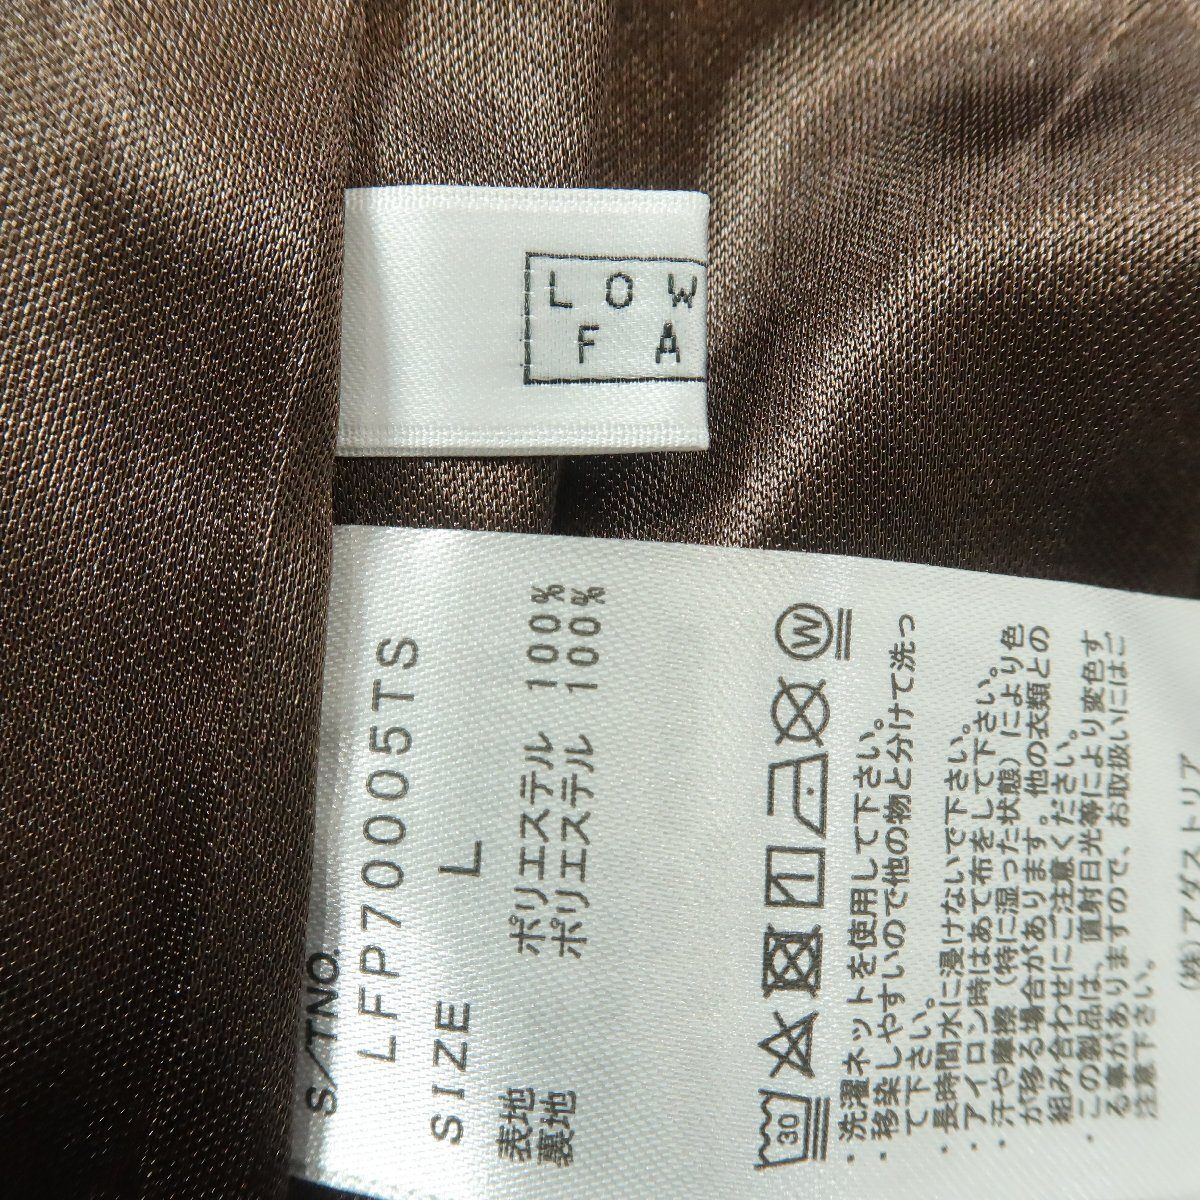 LOW
FA
S/TNO.
LFP70005TS
SIZE L
表地 ポリエステル 100%
裏地 ポリエステル 100%
30
W
・洗濯ネットを使用して下さい。
・移染しやすいので他の物と分けて洗っ
て下さい。
・長時間水に浸けないで下さい。
・アイロン時はあて布をして下さい。
・汗や摩擦（特に湿った状態）により色
が移る場合があります。他の衣類との
組み合わせにご注意ください。
・この製品は、直射日光等により変色す
る事がありますので、お取扱いにはご
注意下さい。
(株)アグストリア